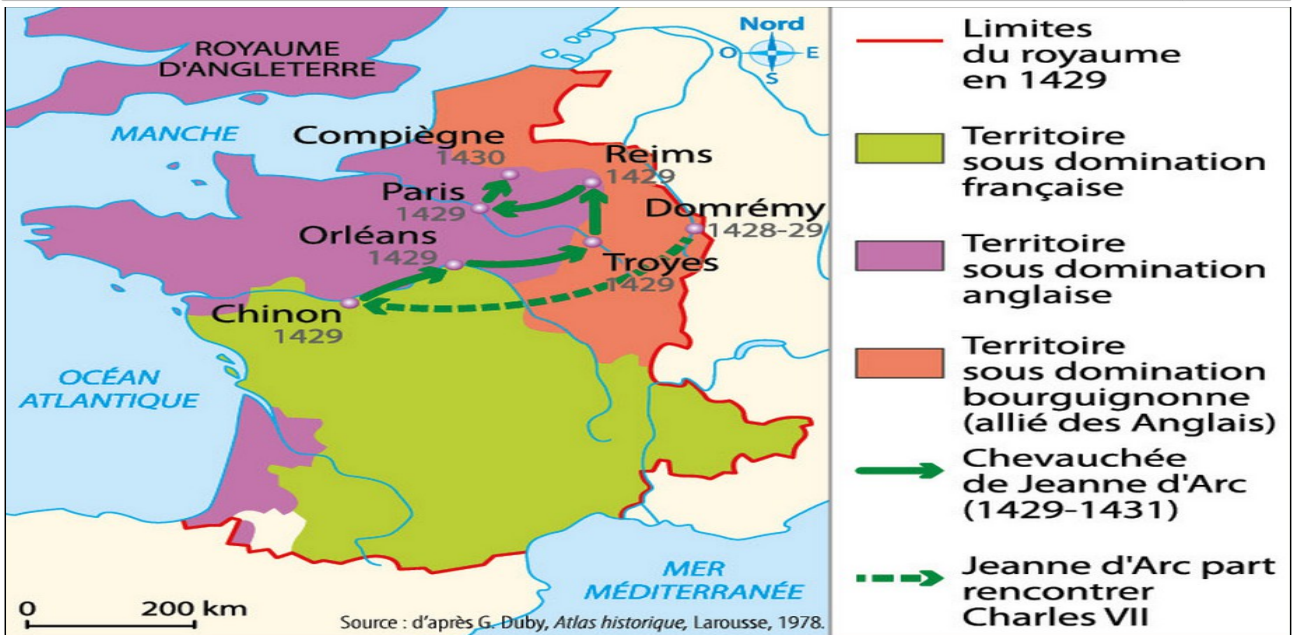 Nord
O
E
S
ROYAUME
D'ANGLETERRE
MANCHE
Compiègne
1430
Reims
1429
Paris
1429
Domrémy
1428-29
Orléans
1429
Troyes
1429
Chinon
1429
OCÉAN
ATLANTIQUE
MER
MÉDITERRANÉE
0
200 km
Source : d'après G. Duby, Atlas historique, Larousse, 1978.
Limites
du royaume
en 1429
Territoire
sous domination
française
Territoire
sous domination
anglaise
Territoire
sous domination
bourguignonne
(allié des Anglais)
Chevauchée
de Jeanne d'Arc
(1429-1431)
Jeanne d'Arc part
rencontrer
Charles VII